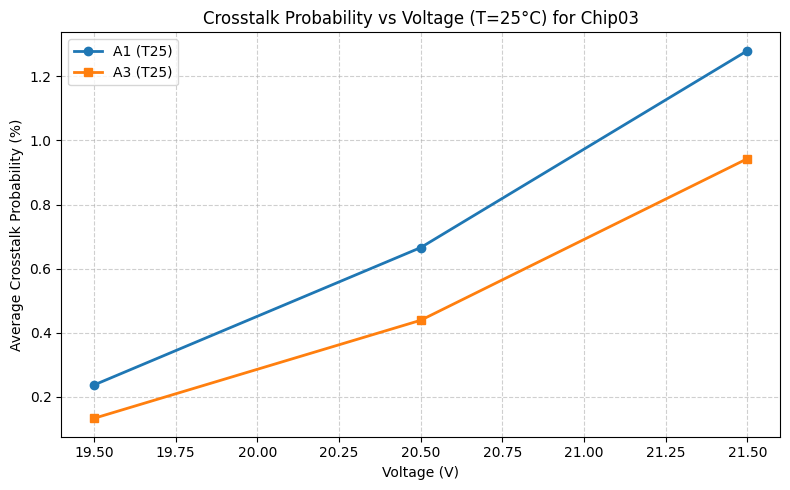 Crosstalk Probability vs Voltage (T=25°C) for Chip03
A1 (T25)
A3 (T25)
Average Crosstalk Probability (%)
1.2
1.0
0.8
0.6
0.4
0.2
19.50 19.75 20.00 20.25 20.50 20.75 21.00 21.25 21.50
Voltage (V)